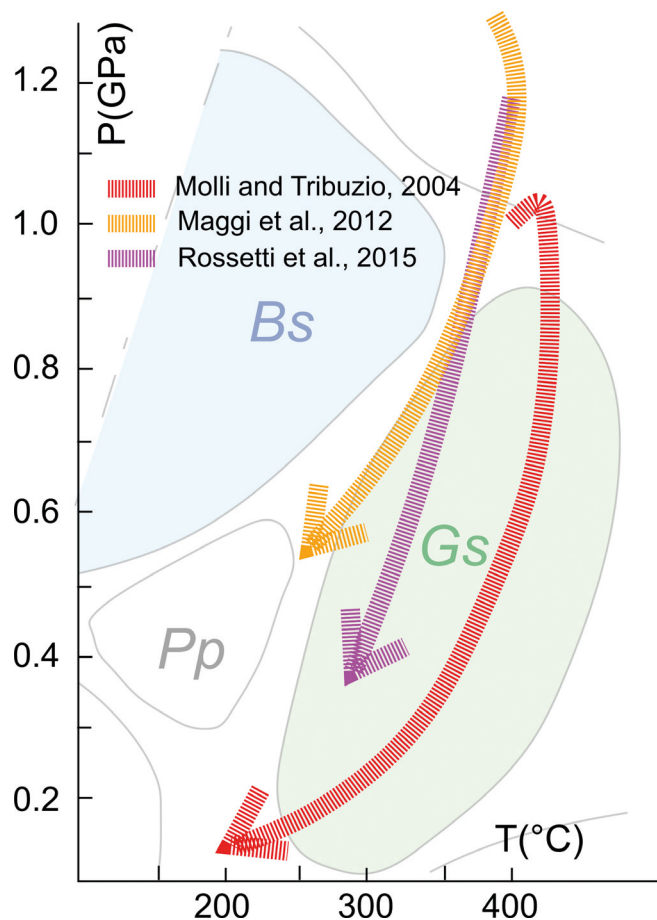 P(GPa)
1.2
1.0
0.8
0.6
0.4
0.2
Molli and Tribuzio, 2004
Maggi et al., 2012
Rossetti et al., 2015
Bs
Gs
Pp
T(°C)
200
300
400